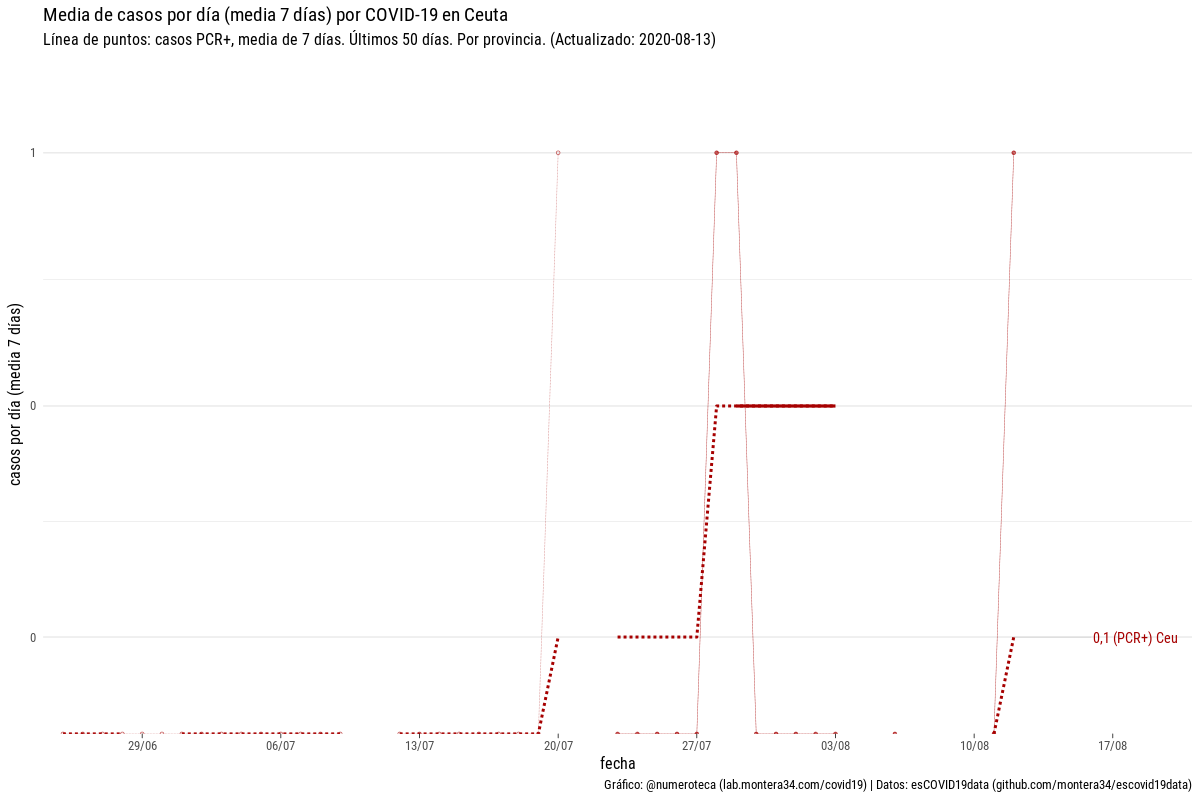 Media de casos por día (media 7 días) por COVID-19 en Ceuta
Línea de puntos: casos PCR+, media de 7 días. Últimos 50 días. Por provincia. (Actualizado: 2020-08-13)
casos por día (media 7 días)
1
0
0
0,1 (PCR+) Ceu
29/06 06/07 13/07 20/07 27/07 03/08 10/08 17/08
fecha
Gráfico: @numeroteca (lab.montera34.com/covid19) | Datos: esCOVID19data (github.com/montera34/escovid19data)